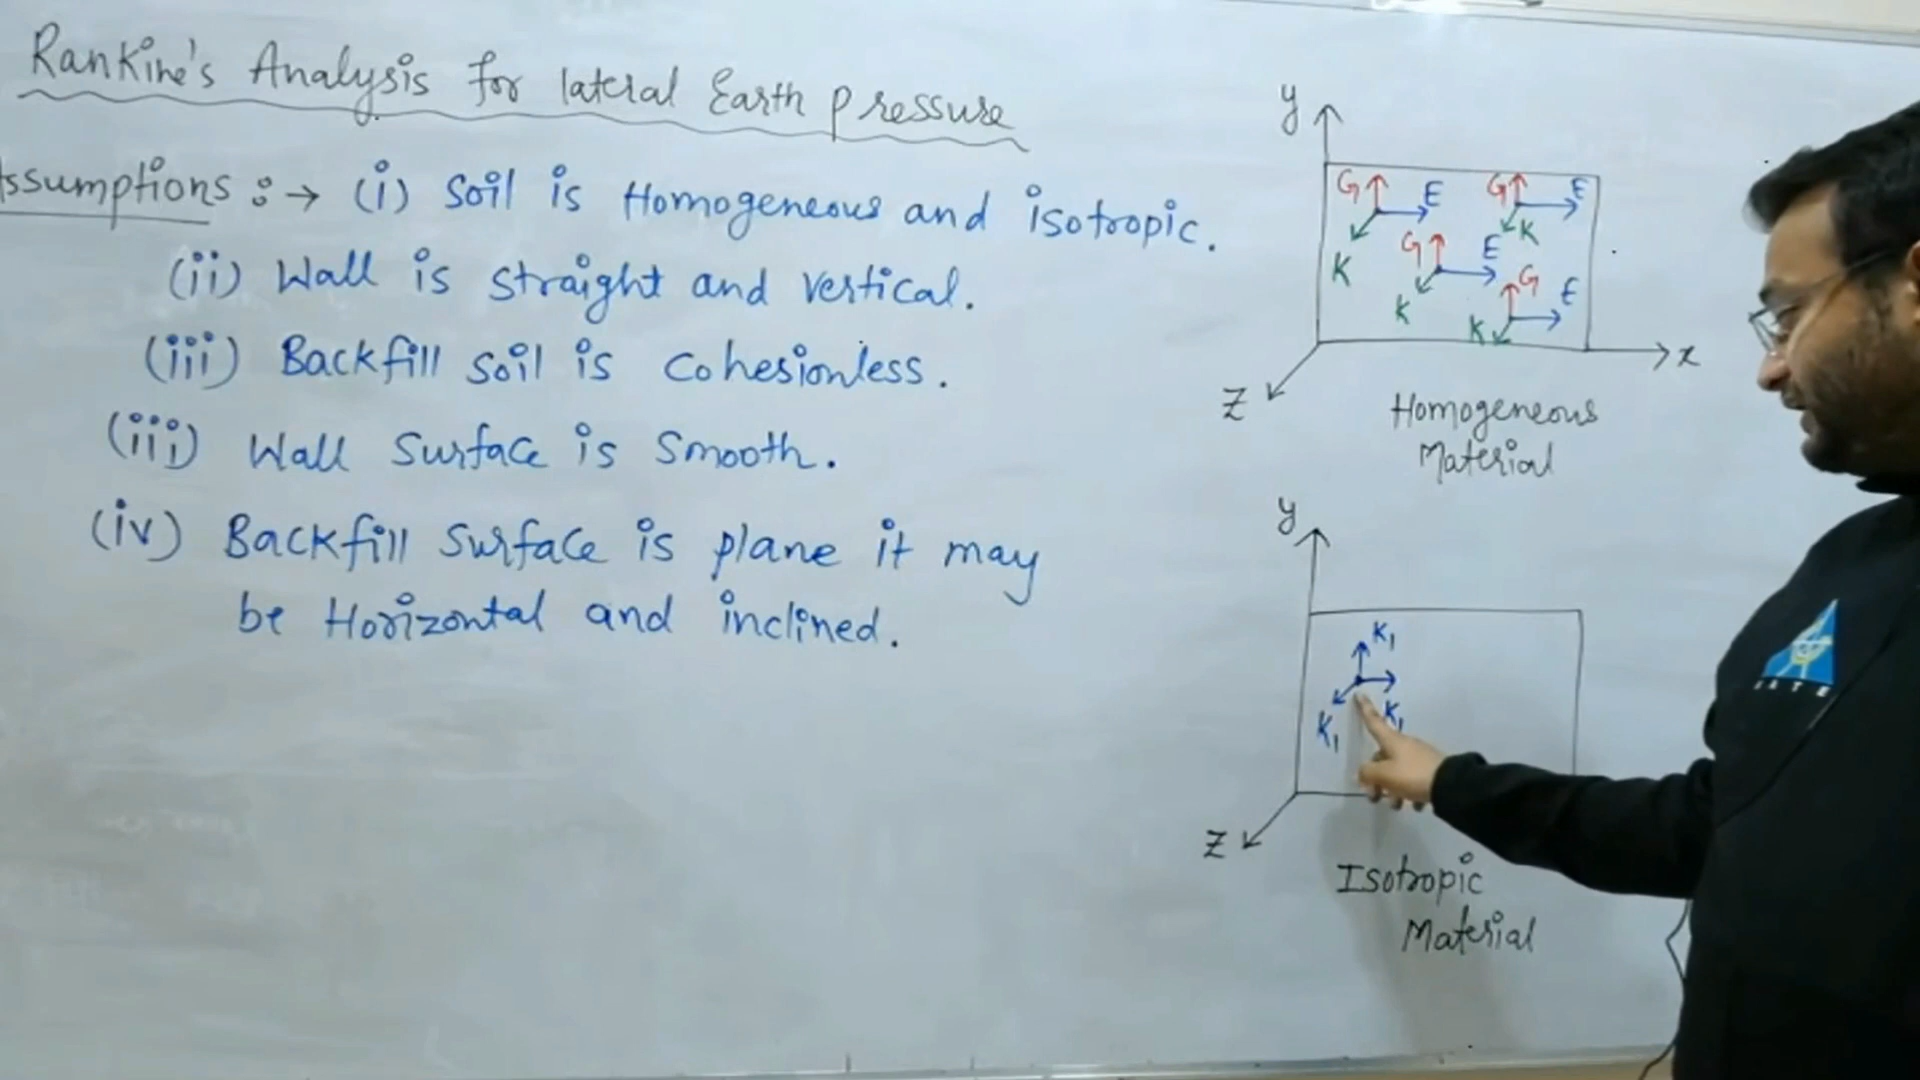 Rankine's Analysis for lateral Earth pressure
Assumptions :→ (i) Soil is Homogeneous and isotropic.
(ii) Wall is straight and vertical.
(iii) Backfill soil is cohesionless.
(iii) Wall Surface is Smooth.
(iv) Backfill Surface is plane it may
be Horizontal and inclined.
y
G E G E
K K
G E G E
K K
x
Z
Homogeneous
Material
y
K1
K1 K1
Z
Isotropic
Material